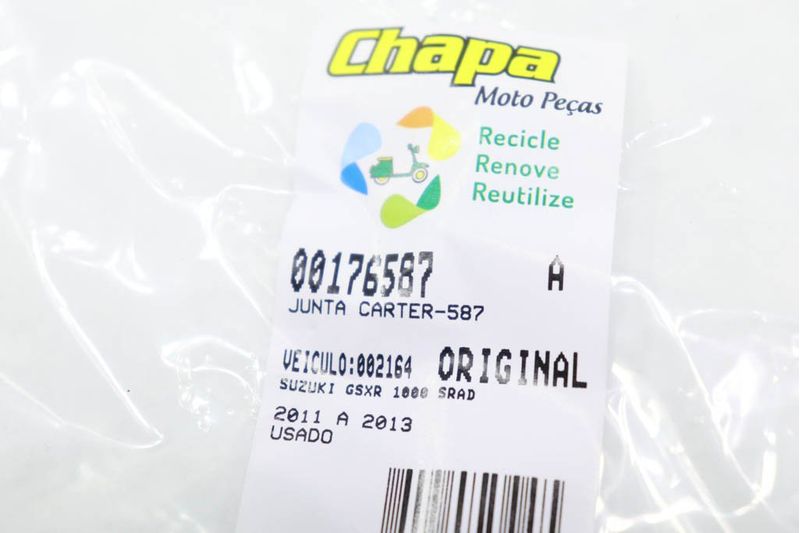 Chapa
Moto Peças
Recicle
Renove
Reutilize
00176587 A
JUNTA CARTER-587
VEICULO:002164 ORIGINAL
SUZUKI GSXR 1000 SRAD
2011 A 2013
USADO